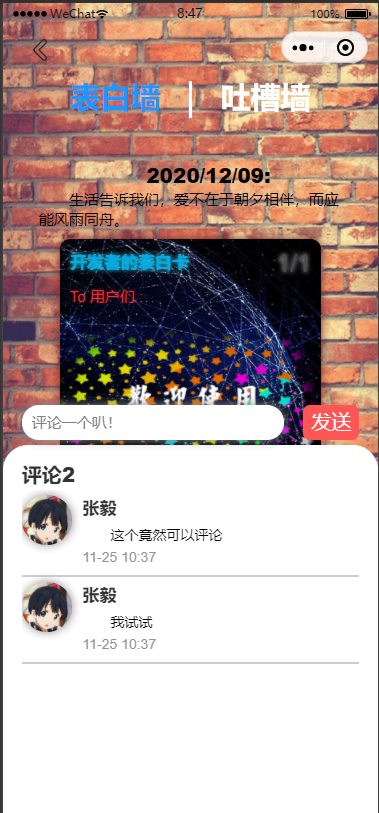 WeChat 8:47 100%
表白墙 吐槽墙
2020/12/09:
生活告诉我们，爱不在于朝夕相伴，而应
能风雨同舟。
开发者的表白卡 1/1
To 用户们：
歡迎使用
评论一个叭！ 发送
评论2
张毅
这个竟然可以评论
11-25 10:37
张毅
我试试
11-25 10:37